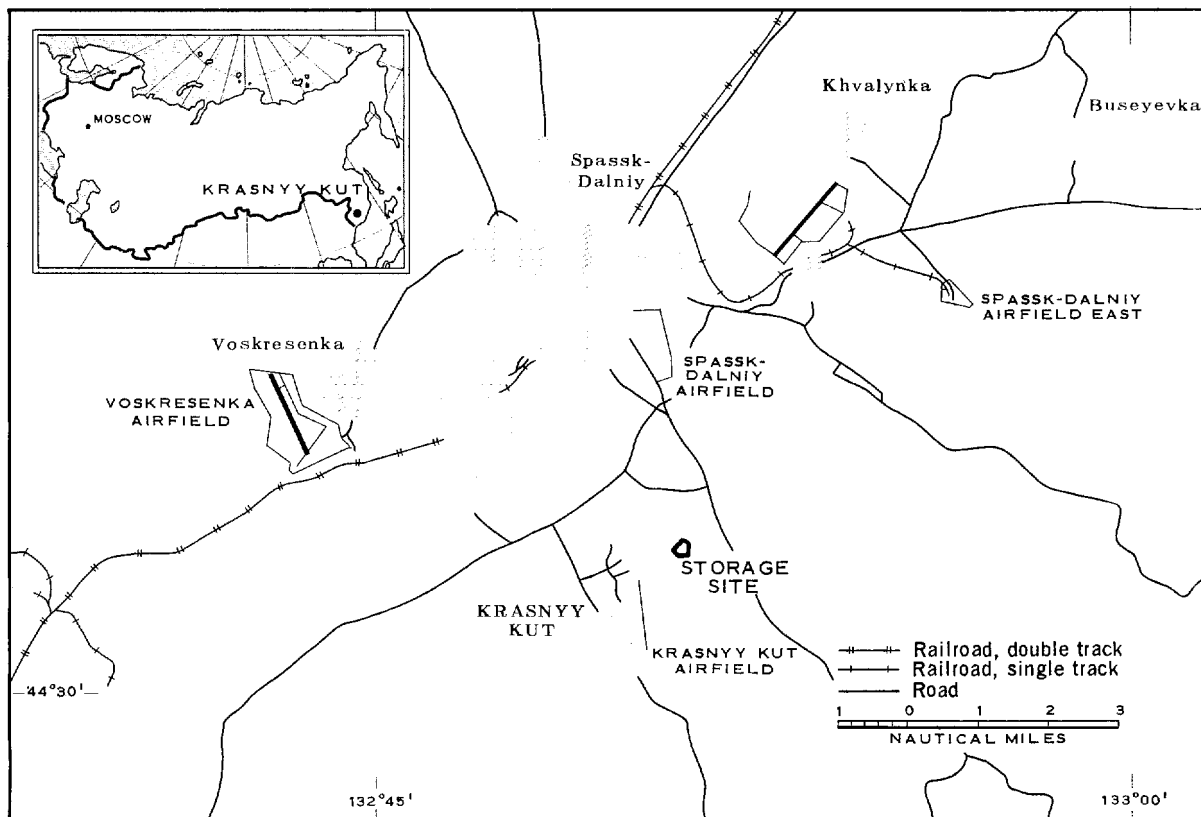 MOSCOW
KRASNYY KUT
Spassk-
Dalniy
Khvalynka
Buseyevka
SPASSK-DALNIY
AIRFIELD EAST
Voskresenka
VOSKRESENKA
AIRFIELD
SPASSK-
DALNIY
AIRFIELD
STORAGE
SITE
KRASNYY
KUT
KRASNYY KUT
AIRFIELD
Railroad, double track
Railroad, single track
Road
44°30'
1 0 1 2 3
NAUTICAL MILES
132°45'
133°00'